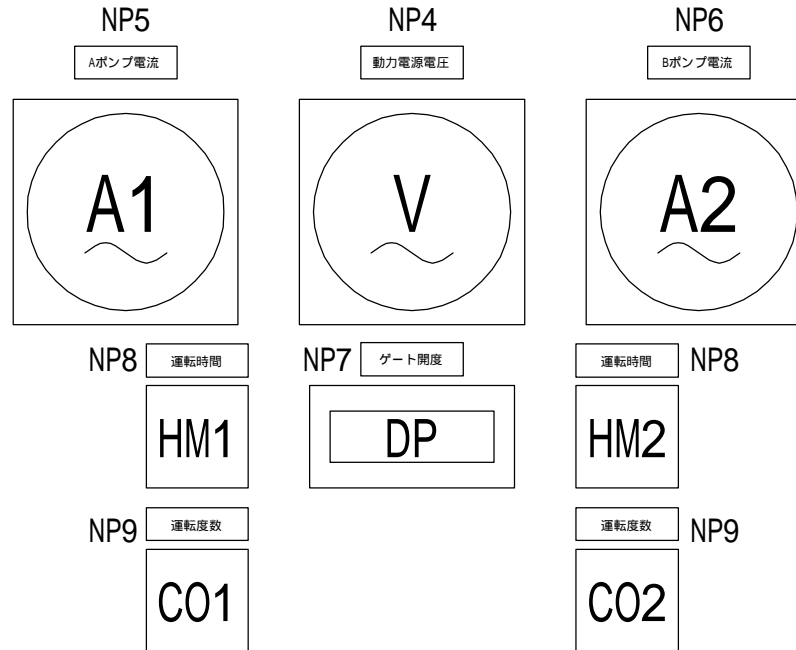 NP5 NP4 NP6
Aポンプ電流 動力電源電圧 Bポンプ電流
A1 V A2
NP8 運転時間 NP7 ゲート開度 運転時間 NP8
HM1 DP HM2
NP9 運転度数 運転度数 NP9
CO1 CO2